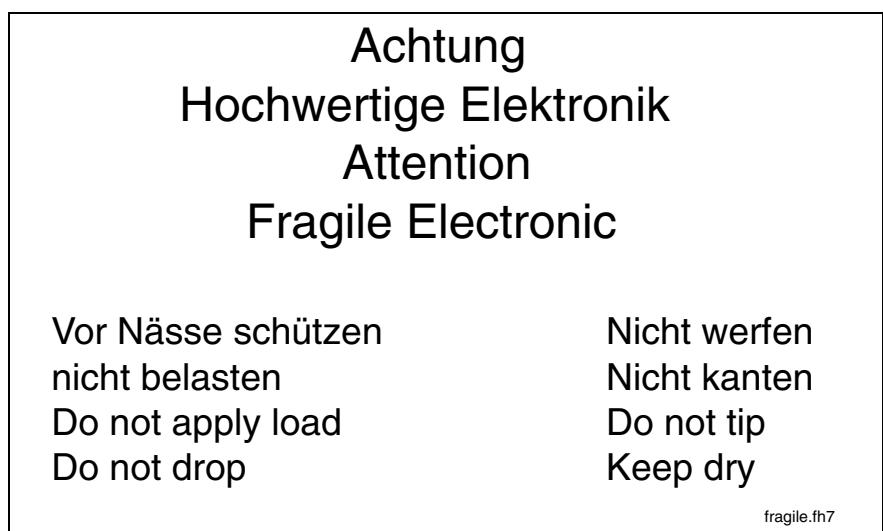 Achtung
Hochwertige Elektronik
Attention
Fragile Electronic
Vor Nässe schützen
nicht belasten
Do not apply load
Do not drop
Nicht werfen
Nicht kanten
Do not tip
Keep dry
fragile.fh7